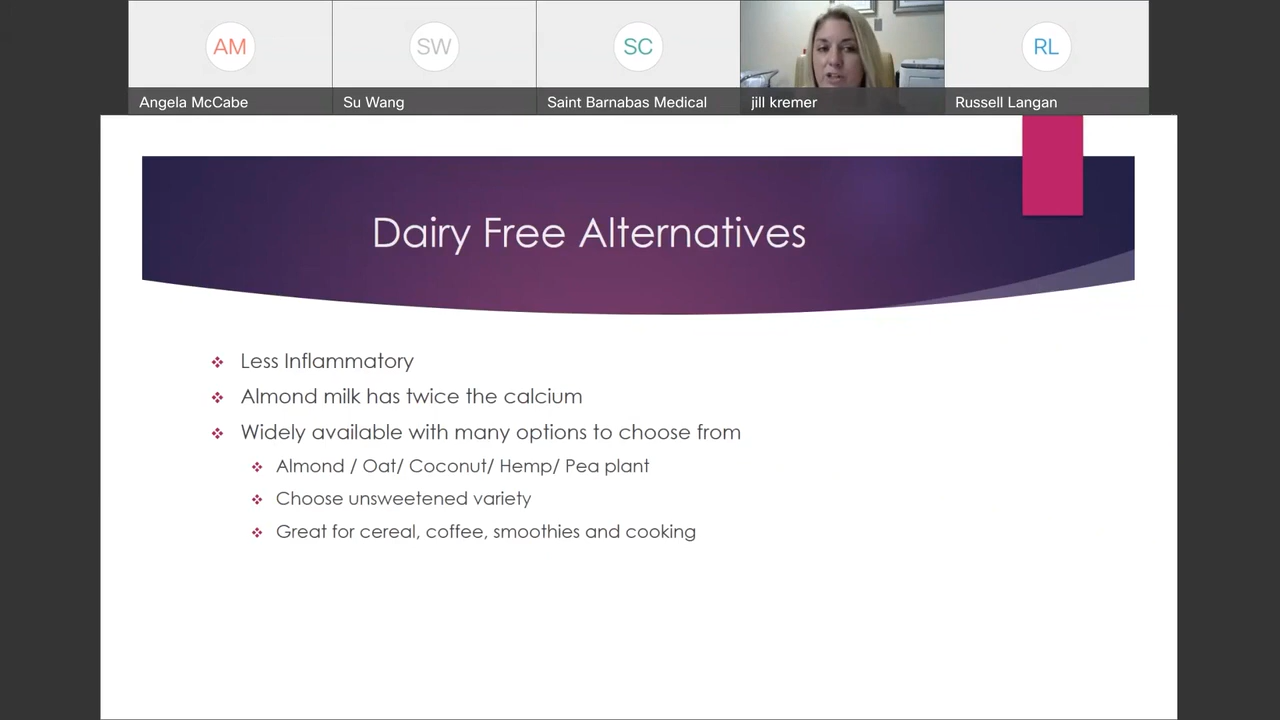 AM
SW
SC
RL
Angela McCabe
Su Wang
Saint Barnabas Medical
jill kremer
Russell Langan
Dairy Free Alternatives
Less Inflammatory
Almond milk has twice the calcium
Widely available with many options to choose from
Almond / Oat/ Coconut/ Hemp/ Pea plant
Choose unsweetened variety
Great for cereal, coffee, smoothies and cooking